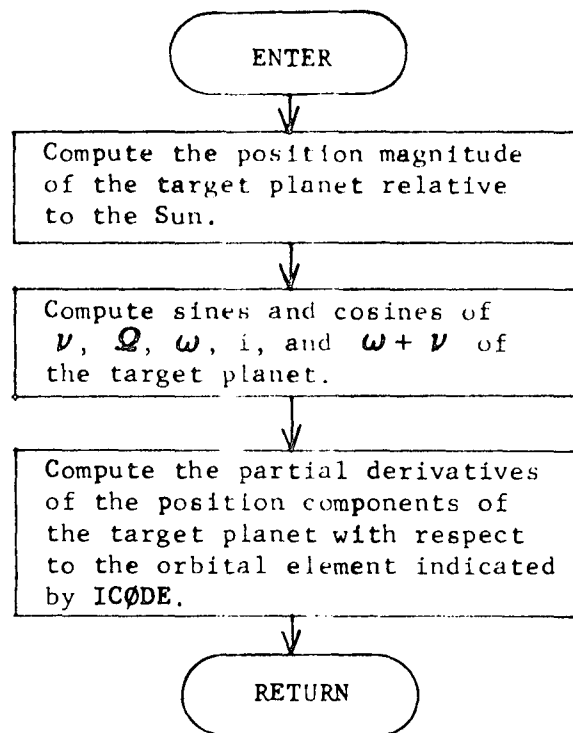 ENTER
Compute the position magnitude
of the target planet relative
to the Sun.
Compute sines and cosines of
ν, Ω, ω, i, and ω + ν of
the target planet.
Compute the partial derivatives
of the position components of
the target planet with respect
to the orbital element indicated
by ICØDE.
RETURN